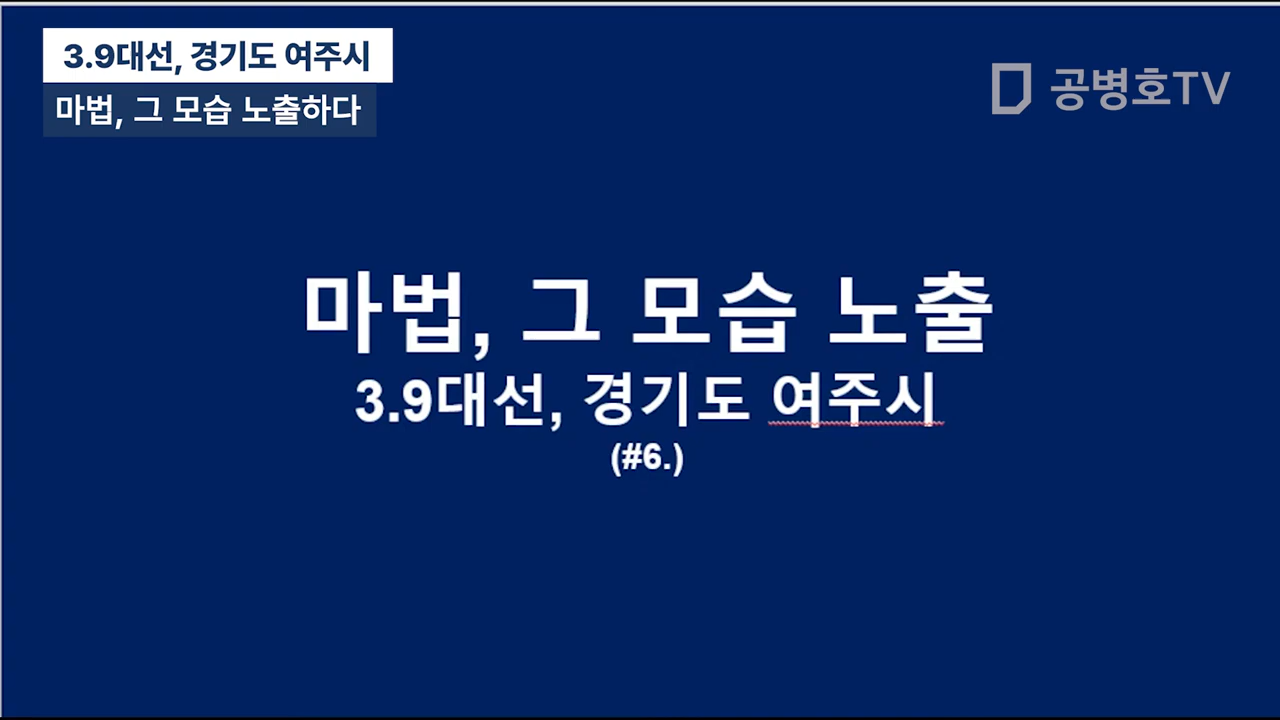 3.9대선, 경기도 여주시
마법, 그 모습 노출하다
공병호TV
마법, 그 모습 노출
3.9대선, 경기도 여주시
(#6.)